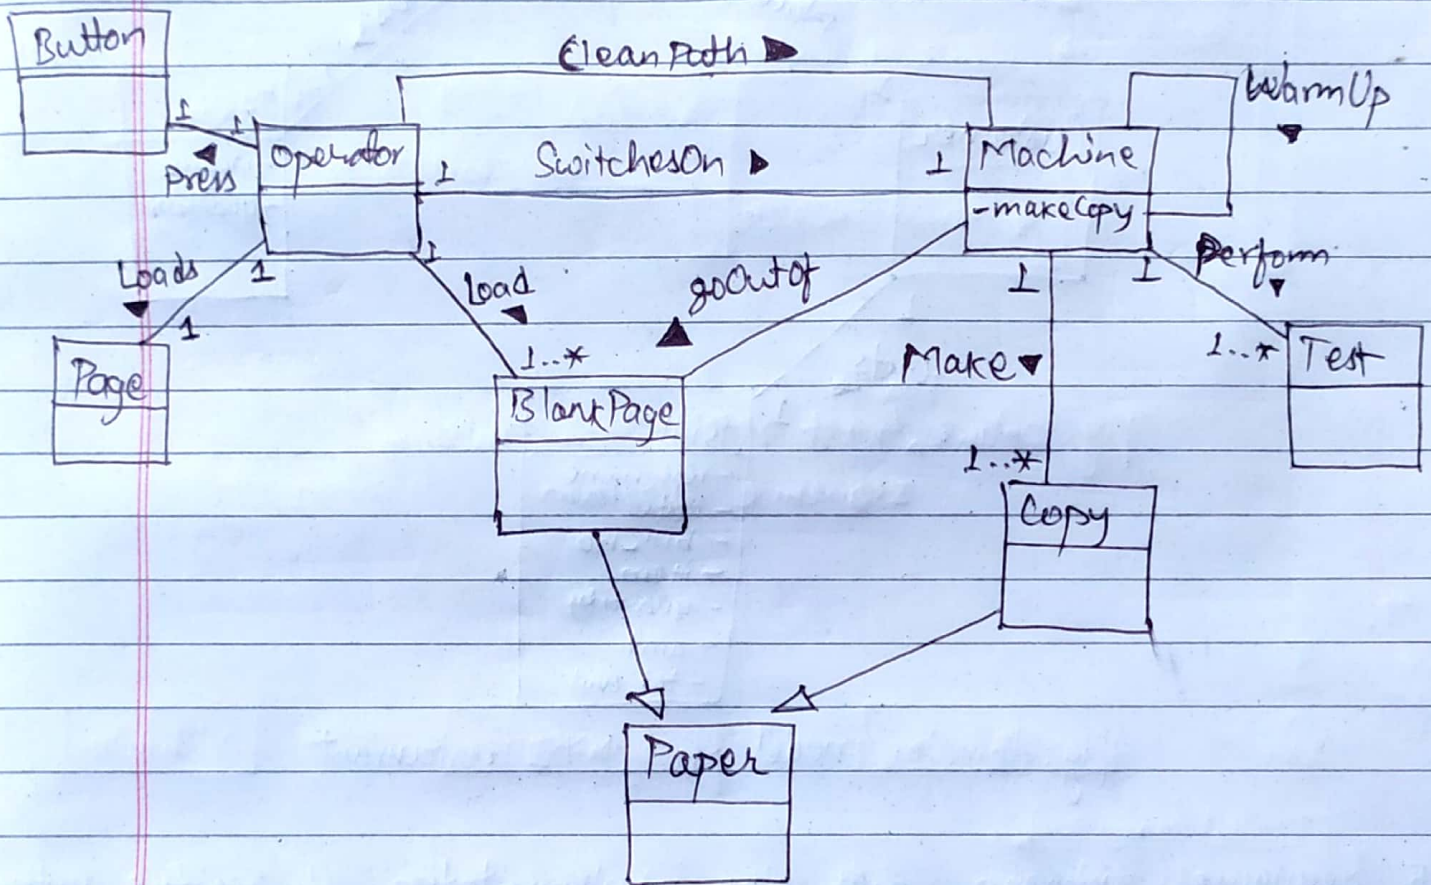 Button
CleanPath ▶
WarmUp
▼
1
1
◀
Press
Operator
1
SwitchesOn ▶
1
Machine
-makeCopy
Loads
▼
1
1
1
Load
▼
goOutOf
▲
1
1
Perform
▼
Page
1..*
BlankPage
Make ▼
1..*
Test
1..*
Copy
Paper